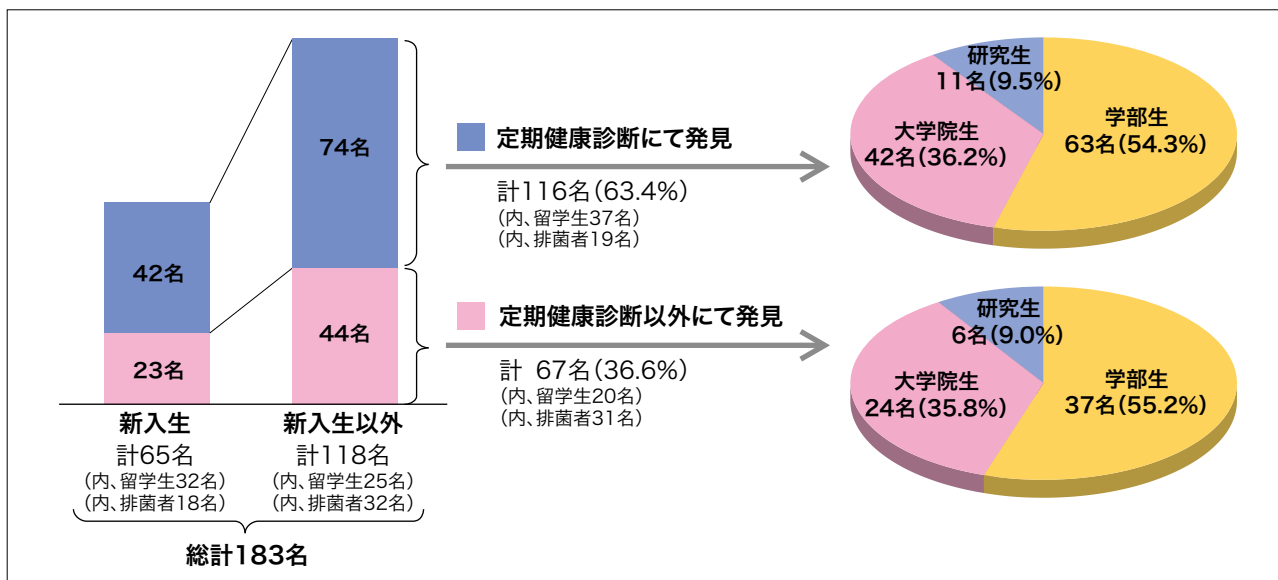 42名
23名
新入生
計65名
(内、留学生32名)
(内、排菌者18名)
74名
44名
新入生以外
計118名
(内、留学生25名)
(内、排菌者32名)
総計183名
定期健康診断にて発見
計116名(63.4%)
(内、留学生37名)
(内、排菌者19名)
定期健康診断以外にて発見
計 67名(36.6%)
(内、留学生20名)
(内、排菌者31名)
研究生
11名(9.5%)
大学院生
42名(36.2%)
学部生
63名(54.3%)
研究生
6名(9.0%)
大学院生
24名(35.8%)
学部生
37名(55.2%)